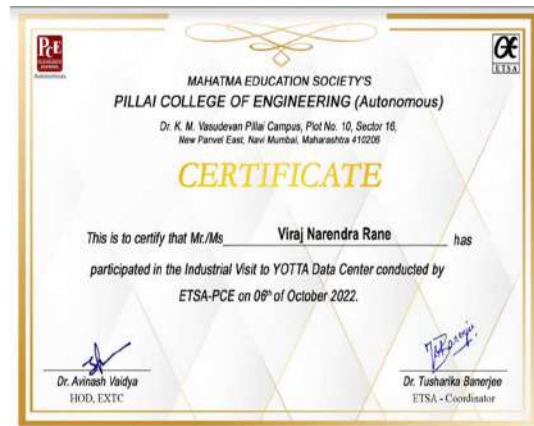 PCE
Autonomous
ETSA
MAHATMA EDUCATION SOCIETY'S
PILLAI COLLEGE OF ENGINEERING (Autonomous)
Dr. K. M. Vasudevan Pillai Campus, Plot No. 10, Sector 16,
New Panvel East, Navi Mumbai, Maharashtra 410206
CERTIFICATE
This is to certify that Mr./Ms Viraj Narendra Rane has
participated in the Industrial Visit to YOTTA Data Center conducted by
ETSA-PCE on 06th of October 2022.
Dr. Avinash Vaidya
HOD, EXTC
Dr. Tusharika Banerjee
ETSA - Coordinator